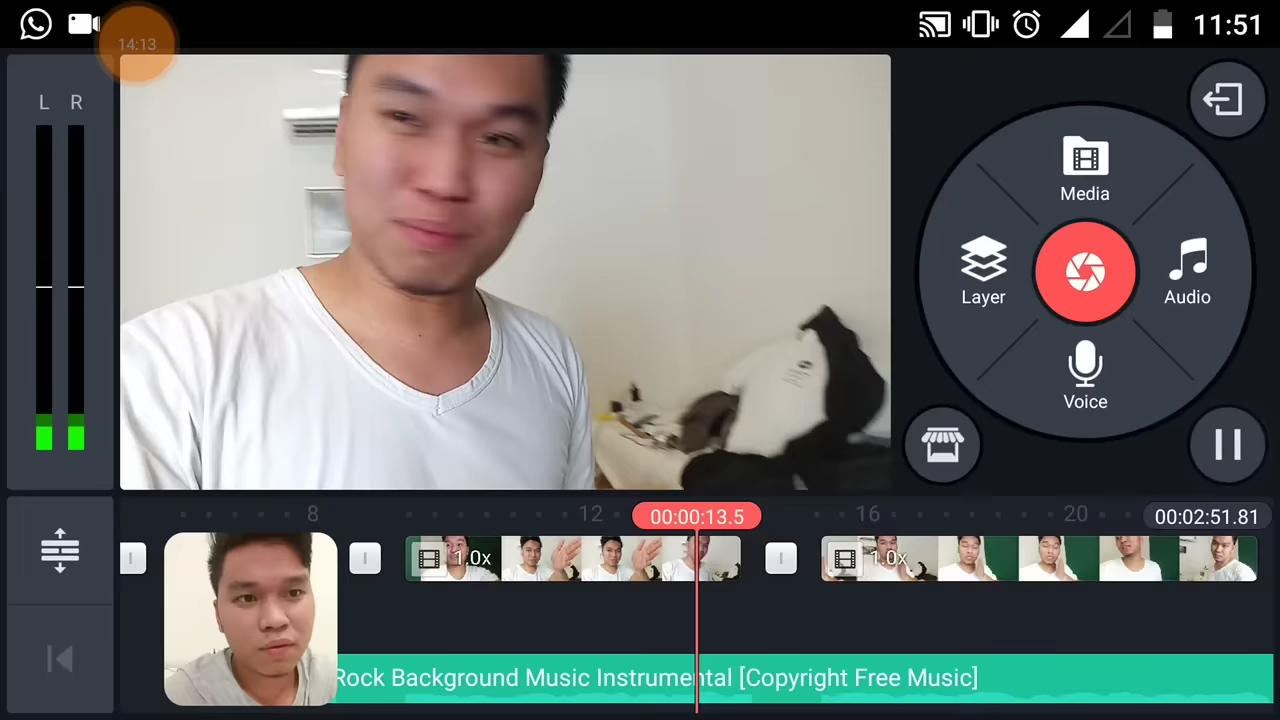 14:13
11:51
L R
Media
Layer
Audio
Voice
8
12
00:00:13.5
16
20
00:02:51.81
1.0x
1.0x
Rock Background Music Instrumental [Copyright Free Music]